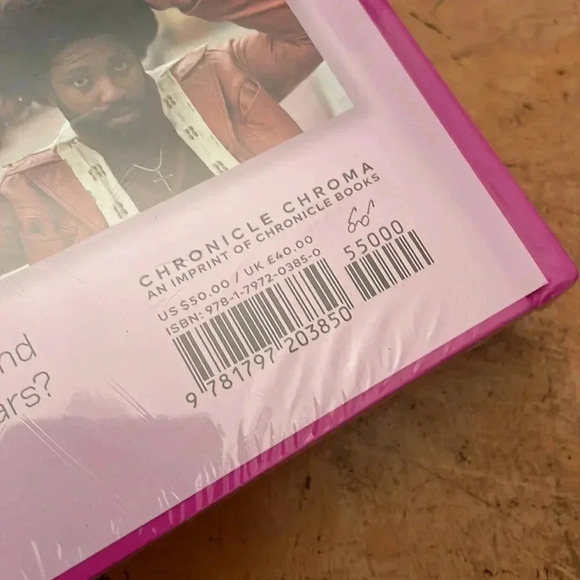 CHRONICLE CHROMA
AN IMPRINT OF CHRONICLE BOOKS
US $50.00 / UK £40.00
ISBN: 978-1-7972-0385-0
55000
9 781797 203850
nd
ars?